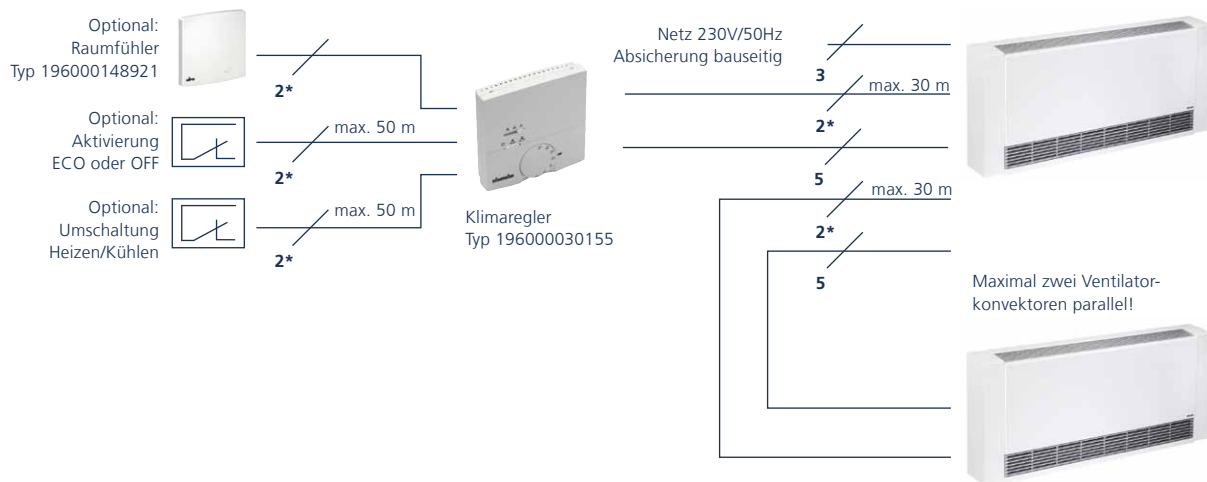 Optional:
Raumfühler
Typ 196000148921
2*
Optional:
Aktivierung
ECO oder OFF
max. 50 m
2*
Optional:
Umschaltung
Heizen/Kühlen
max. 50 m
2*
Klimaregler
Typ 196000030155
Netz 230V/50Hz
Absicherung bauseitig
3
max. 30 m
2*
5
max. 30 m
2*
5
Maximal zwei Ventilator-
konvektoren parallel!